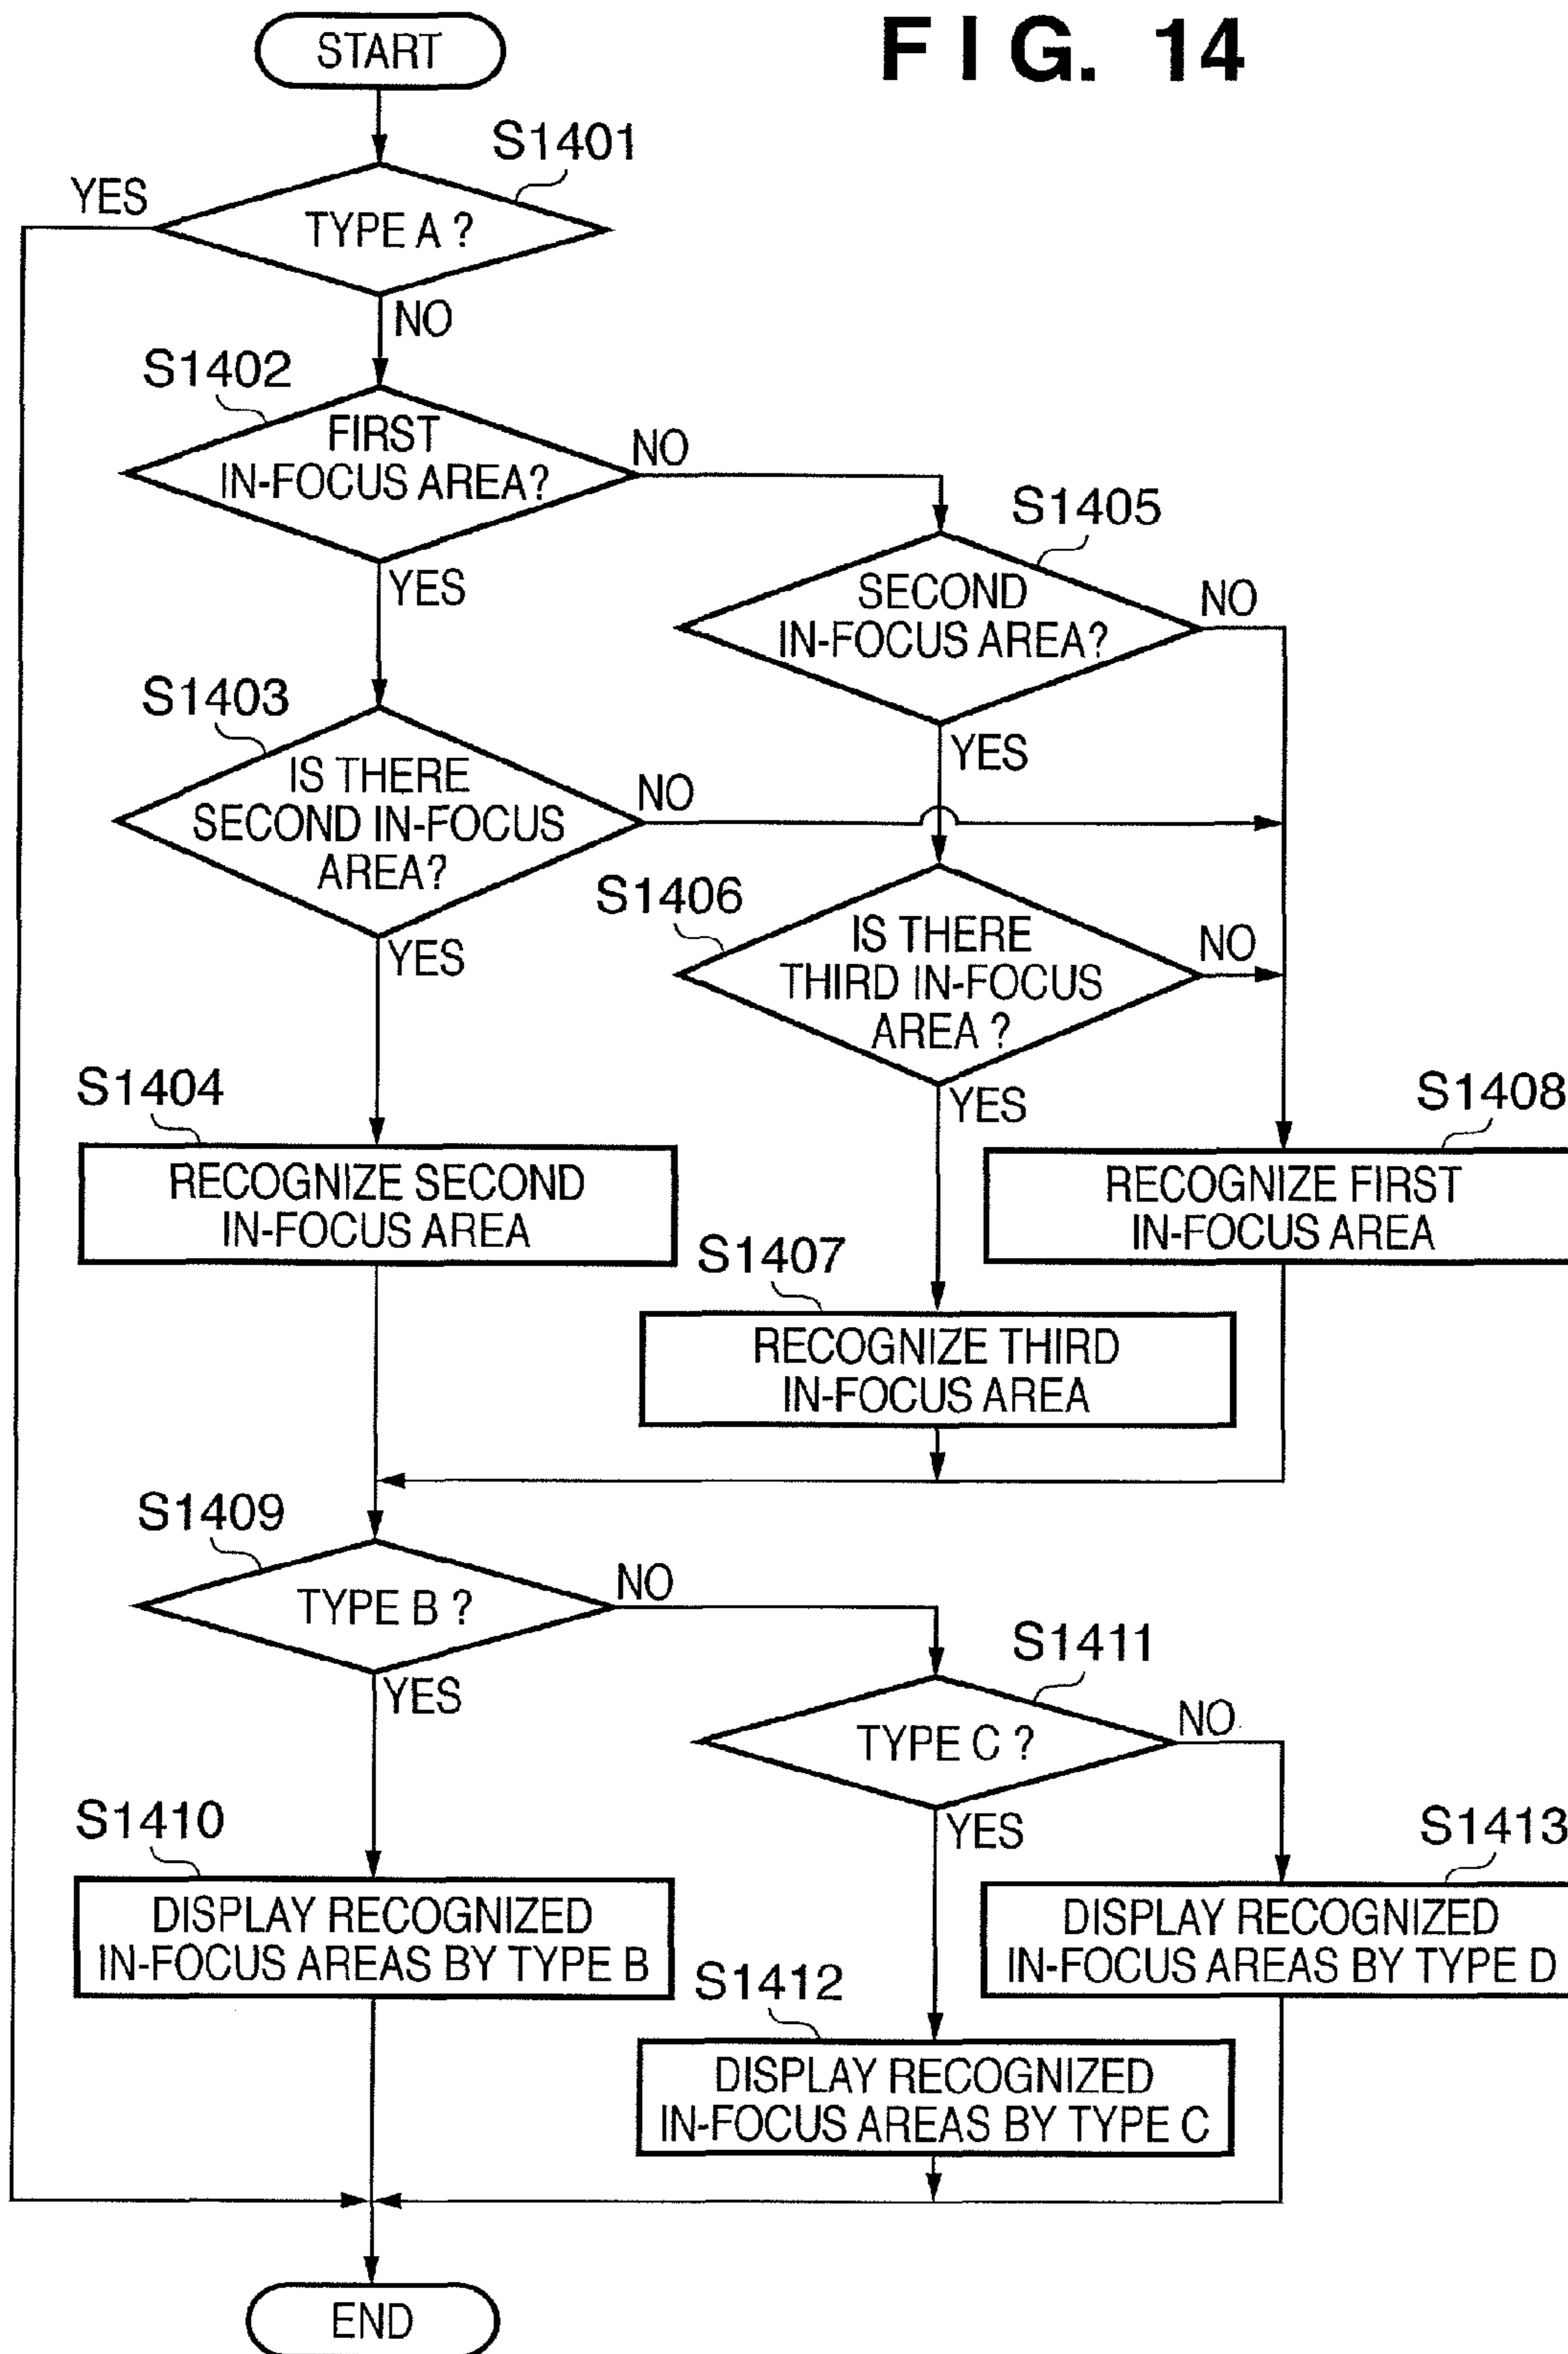 FIG. 14
START
S1401
YES
TYPE A ?
NO
S1402
FIRST
IN-FOCUS AREA?
NO
YES
S1405
SECOND
IN-FOCUS AREA?
NO
YES
S1403
IS THERE
SECOND IN-FOCUS
AREA?
NO
YES
S1406
IS THERE
THIRD IN-FOCUS
AREA ?
NO
YES
S1404
RECOGNIZE SECOND
IN-FOCUS AREA
S1408
RECOGNIZE FIRST
IN-FOCUS AREA
S1407
RECOGNIZE THIRD
IN-FOCUS AREA
S1409
TYPE B ?
NO
YES
S1411
TYPE C ?
NO
YES
S1410
DISPLAY RECOGNIZED
IN-FOCUS AREAS BY TYPE B
S1413
DISPLAY RECOGNIZED
IN-FOCUS AREAS BY TYPE D
S1412
DISPLAY RECOGNIZED
IN-FOCUS AREAS BY TYPE C
END